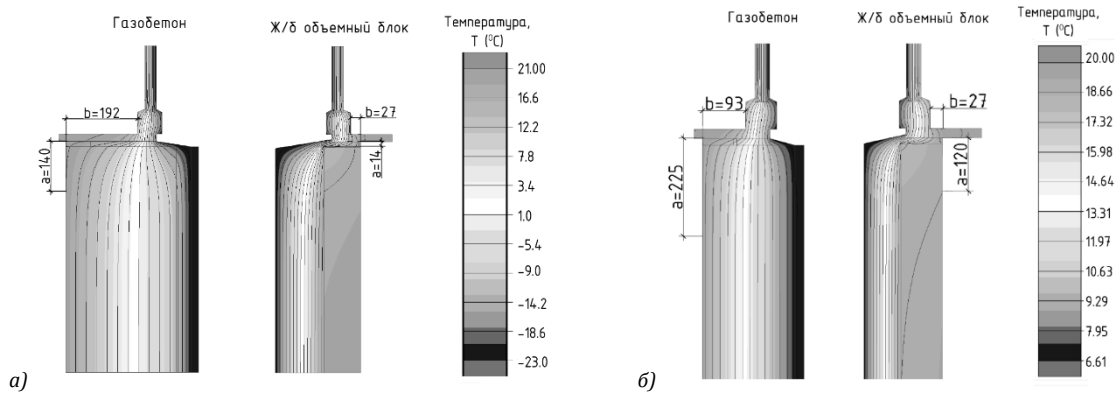 Газобетон
Ж/б объемный блок
Температура,
T (⁰C)
b=192
b=27
a=140
a=14
21.00
16.6
12.2
7.8
3.4
1.0
−5.4
−9.0
−14.2
−18.6
−23.0
а)
Газобетон
Ж/б объемный блок
Температура,
T (⁰C)
b=93
b=27
a=225
a=120
20.00
18.66
17.32
15.98
14.64
13.31
11.97
10.63
9.29
7.95
6.61
б)